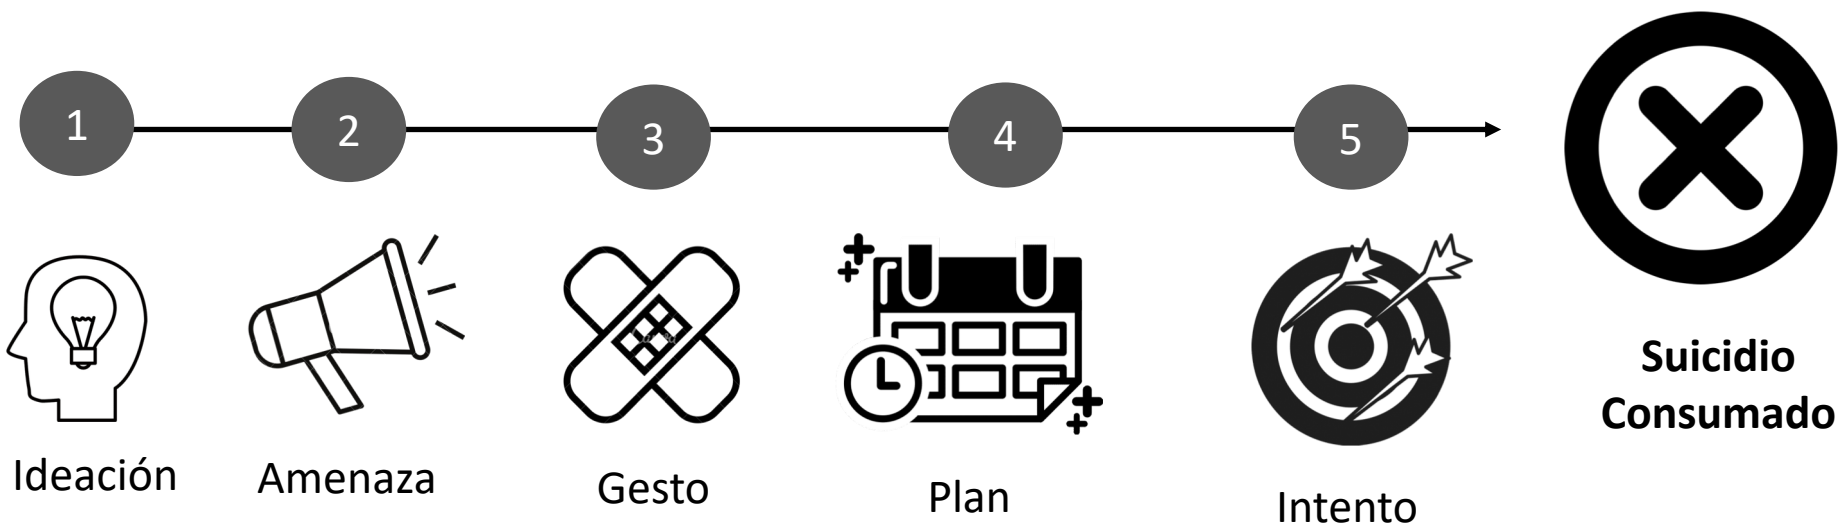 1
2
3
4
5
Ideación
Amenaza
Gesto
Plan
Intento
Suicidio
Consumado